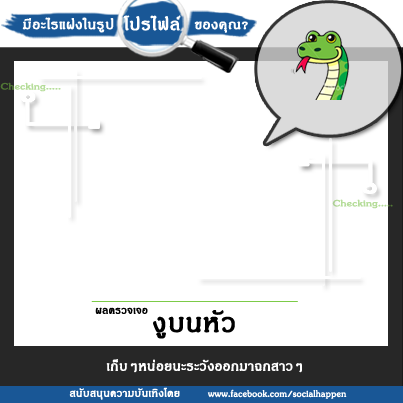 มีอะไรแฝงในรูป โปรไฟล์ ของคุณ?
Checking.....
Checking.....
ผลตรวจเจอ งูบนหัว
เก็บ ๆหน่อยนะระวังออกมาฉกสาว ๆ
สนับสนุนความบันเทิงโดย www.facebook.com/socialhappen